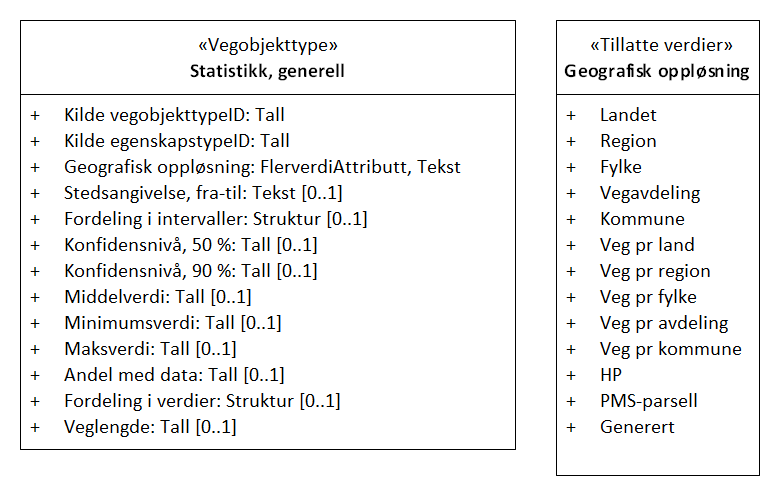 «Vegobjekttype»
Statistikk, generell
+ Kilde vegobjekttypeID: Tall
+ Kilde egenskapstypeID: Tall
+ Geografisk oppløsning: FlerverdiAttributt, Tekst
+ Stedsangivelse, fra-til: Tekst [0..1]
+ Fordeling i intervaller: Struktur [0..1]
+ Konfidensnivå, 50 %: Tall [0..1]
+ Konfidensnivå, 90 %: Tall [0..1]
+ Middelverdi: Tall [0..1]
+ Minimumsverdi: Tall [0..1]
+ Maksverdi: Tall [0..1]
+ Andel med data: Tall [0..1]
+ Fordeling i verdier: Struktur [0..1]
+ Veglengde: Tall [0..1]
«Tillatte verdier»
Geografisk oppløsning
+ Landet
+ Region
+ Fylke
+ Vegavdeling
+ Kommune
+ Veg pr land
+ Veg pr region
+ Veg pr fylke
+ Veg pr avdeling
+ Veg pr kommune
+ HP
+ PMS-parsell
+ Generert